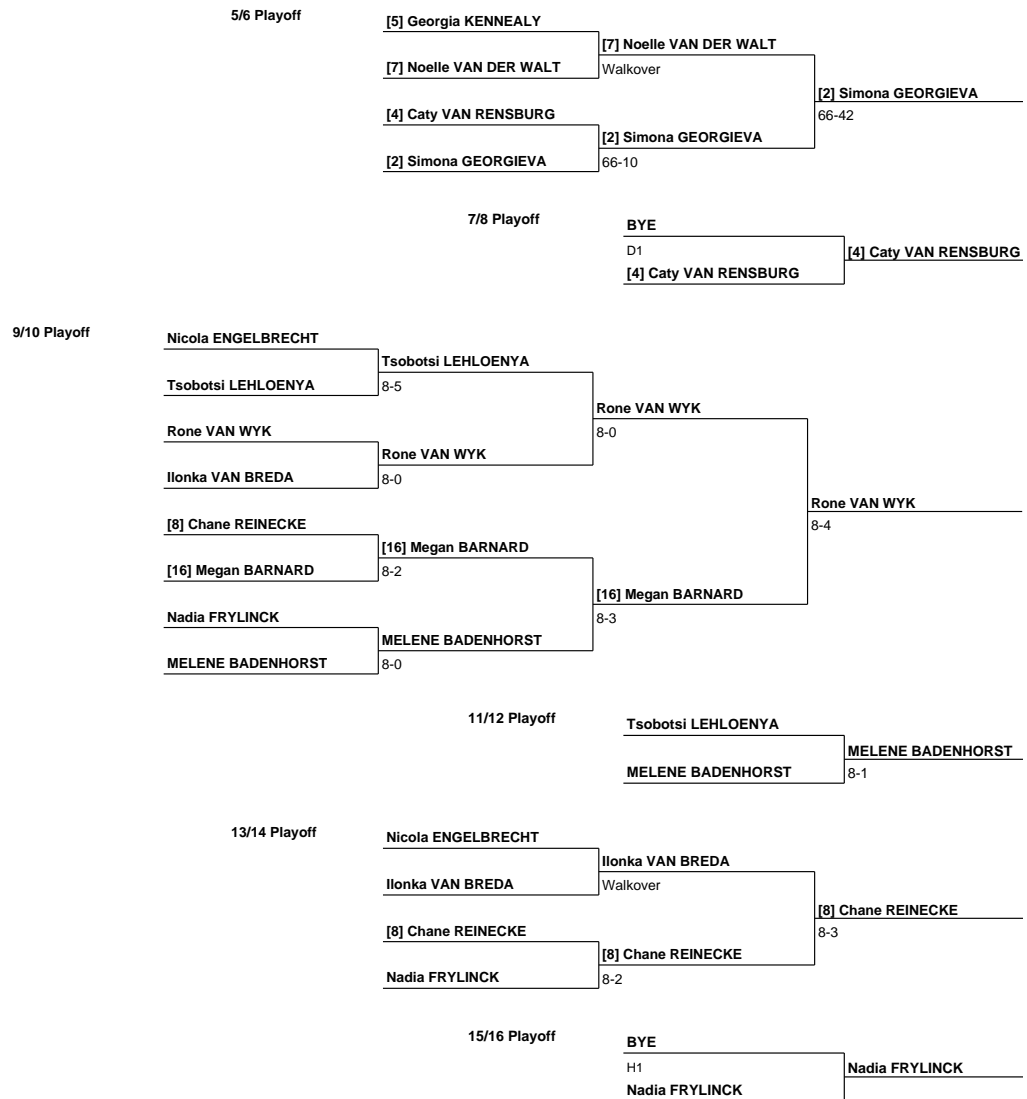 5/6 Playoff
[5] Georgia KENNEALY
[7] Noelle VAN DER WALT
[7] Noelle VAN DER WALT
Walkover
[2] Simona GEORGIEVA
[4] Caty VAN RENSBURG
66-42
[2] Simona GEORGIEVA
[2] Simona GEORGIEVA
66-10
7/8 Playoff
BYE
D1
[4] Caty VAN RENSBURG
[4] Caty VAN RENSBURG
9/10 Playoff
Nicola ENGELBRECHT
Tsobotsi LEHLOENYA
Tsobotsi LEHLOENYA
8-5
Rone VAN WYK
Rone VAN WYK
8-0
Rone VAN WYK
Ilonka VAN BREDA
8-0
Rone VAN WYK
[8] Chane REINECKE
8-4
[16] Megan BARNARD
[16] Megan BARNARD
8-2
[16] Megan BARNARD
Nadia FRYLINCK
8-3
MELENE BADENHORST
MELENE BADENHORST
8-0
11/12 Playoff
Tsobotsi LEHLOENYA
MELENE BADENHORST
MELENE BADENHORST
8-1
13/14 Playoff
Nicola ENGELBRECHT
Ilonka VAN BREDA
Ilonka VAN BREDA
Walkover
[8] Chane REINECKE
[8] Chane REINECKE
8-3
[8] Chane REINECKE
Nadia FRYLINCK
8-2
15/16 Playoff
BYE
H1
Nadia FRYLINCK
Nadia FRYLINCK